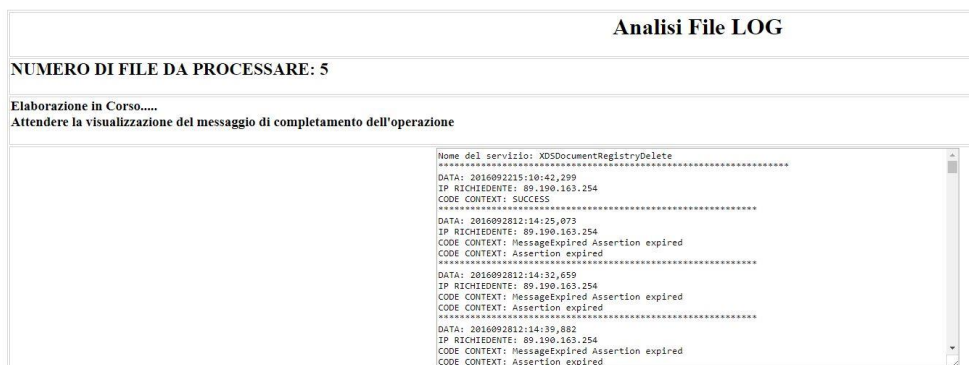 Analisi File LOG
NUMERO DI FILE DA PROCESSARE: 5
Elaborazione in Corso.....
Attendere la visualizzazione del messaggio di completamento dell'operazione
Nome del servizio: XDSDocumentRegistryDelete
******************************************************************
DATA: 2016092215:10:42,299
IP RICHIEDENTE: 89.190.163.254
CODE CONTEXT: SUCCESS
************************************************************
DATA: 2016092812:14:25,073
IP RICHIEDENTE: 89.190.163.254
CODE CONTEXT: MessageExpired Assertion expired
CODE CONTEXT: Assertion expired
************************************************************
DATA: 2016092812:14:32,659
IP RICHIEDENTE: 89.190.163.254
CODE CONTEXT: MessageExpired Assertion expired
CODE CONTEXT: Assertion expired
************************************************************
DATA: 2016092812:14:39,882
IP RICHIEDENTE: 89.190.163.254
CODE CONTEXT: MessageExpired Assertion expired
CODE CONTEXT: Assertion expired